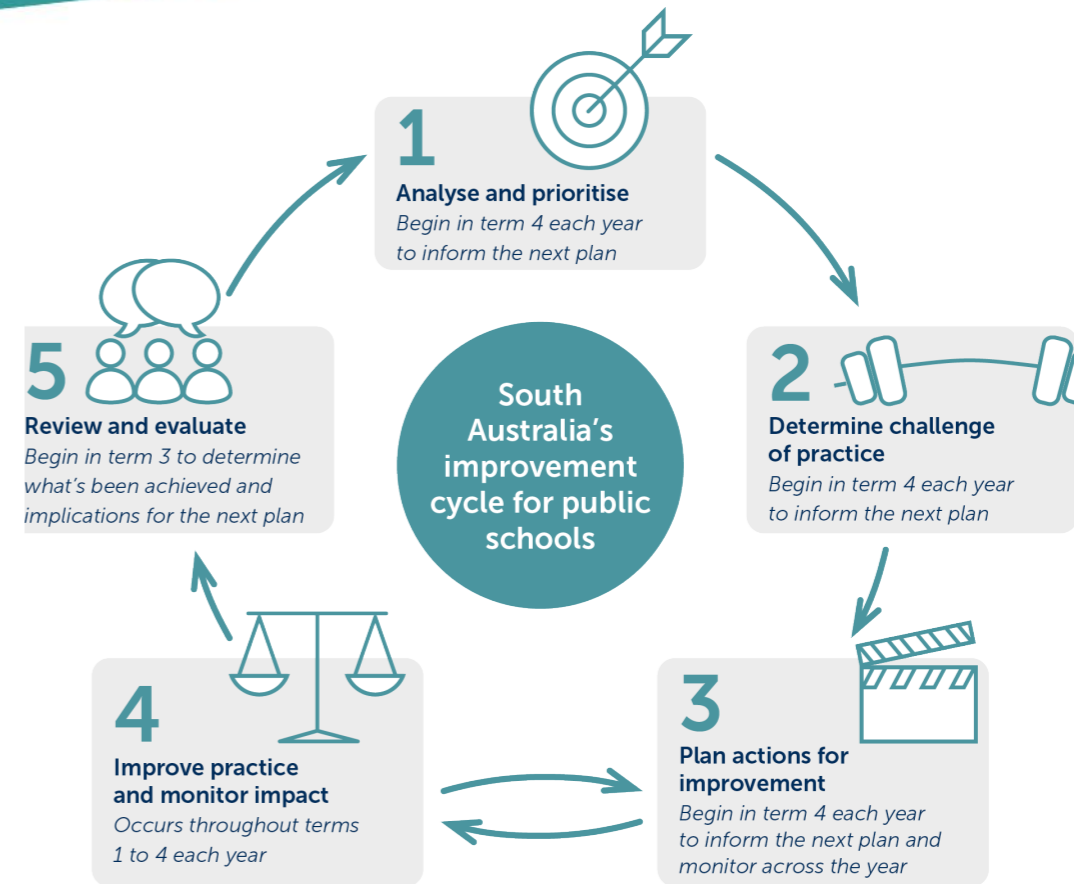 1
Analyse and prioritise
Begin in term 4 each year
to inform the next plan
2
Determine challenge
of practice
Begin in term 4 each year
to inform the next plan
3
Plan actions for
improvement
Begin in term 4 each year
to inform the next plan and
monitor across the year
4
Improve practice
and monitor impact
Occurs throughout terms
1 to 4 each year
5
Review and evaluate
Begin in term 3 to determine
what's been achieved and
implications for the next plan
South
Australia's
improvement
cycle for public
schools